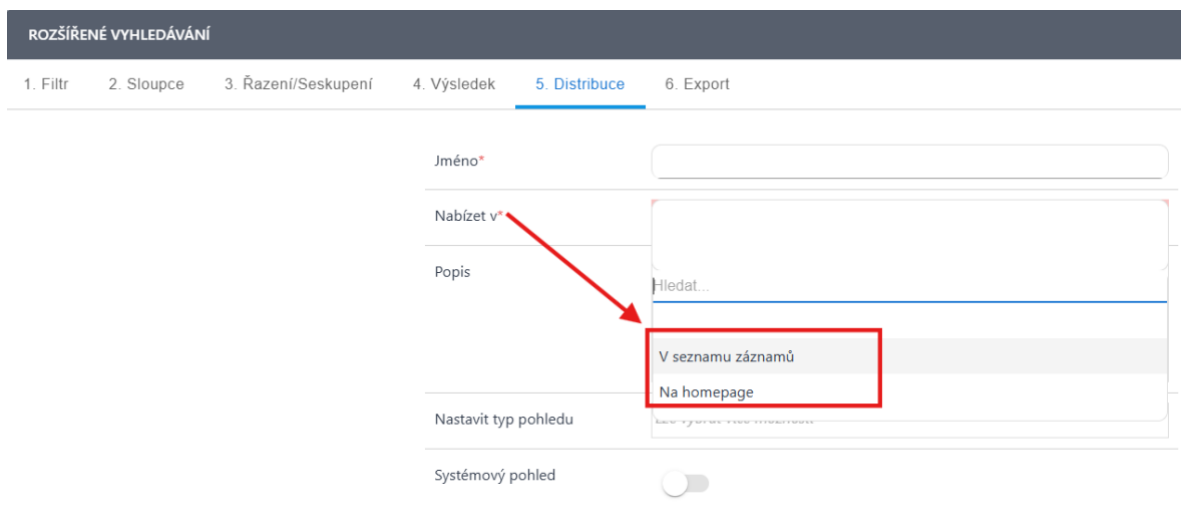 ROZŠÍŘENÉ VYHLEDÁVÁNÍ
1. Filtr 2. Sloupce 3. Řazení/Seskupení 4. Výsledek 5. Distribuce 6. Export
Jméno*
Nabízet v*
Popis
Hledat...
V seznamu záznamů
Na homepage
Nastavit typ pohledu
Systémový pohled